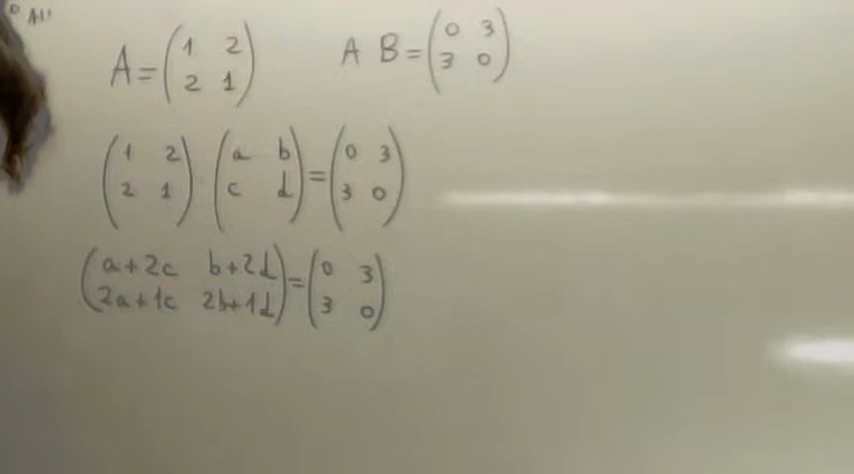 A = ( 1 2 ) A B = ( 0 3 )
2 1 3 0
( 1 2 ) · ( a b ) = ( 0 3 )
2 1 c d 3 0
( a+2c b+2d ) = ( 0 3 )
2a+1c 2b+1d 3 0